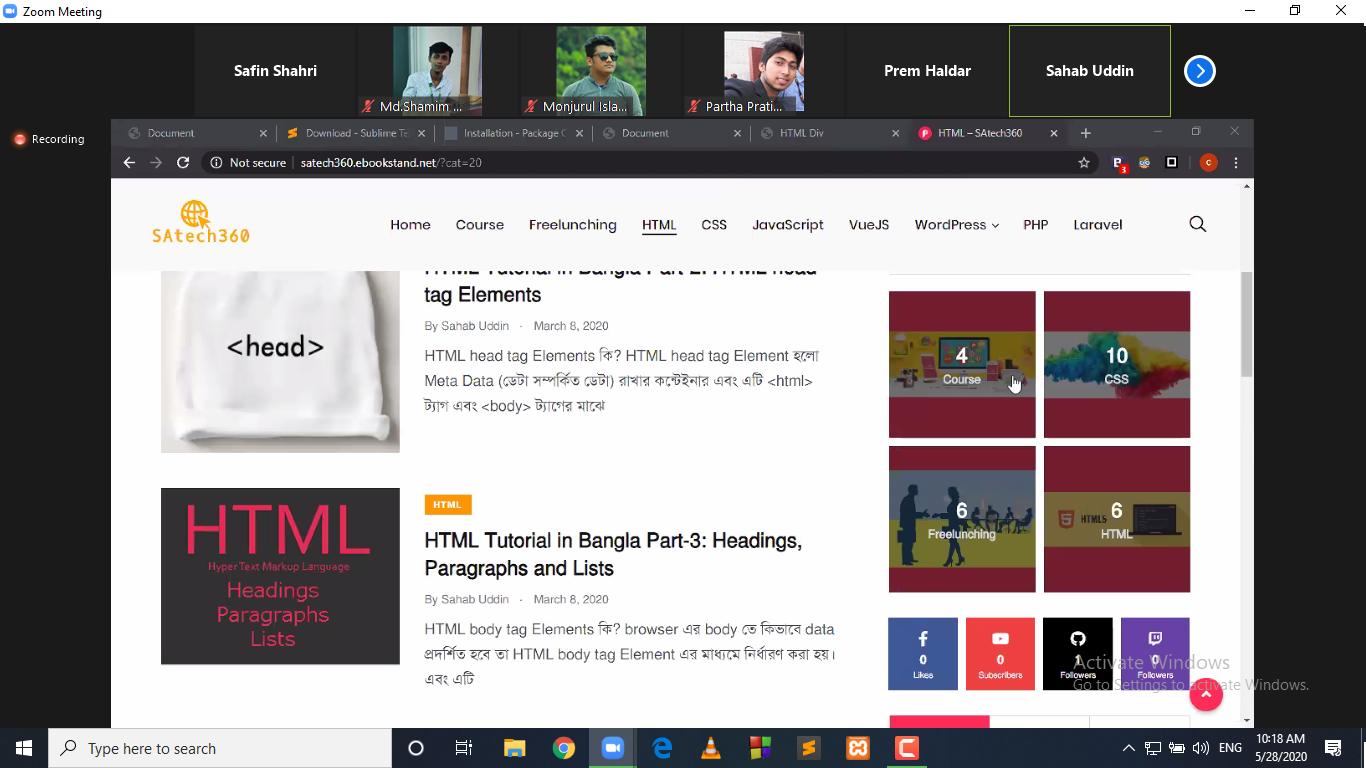 Zoom Meeting
Safin Shahri
Md.Shamim ...
Monjurul Isla...
Partha Prati...
Prem Haldar
Sahab Uddin
Recording
Document
Download - Sublime Te
Installation - Package C
Document
HTML Div
HTML – SAtech360
Not secure | satech360.ebookstand.net/?cat=20
SAtech360
Home
Course
Freelunching
HTML
CSS
JavaScript
VueJS
WordPress
PHP
Laravel
<head>
HTML Tutorial in Bangla Part-2: HTML head
tag Elements
By Sahab Uddin - March 8, 2020
HTML head tag Elements কি? HTML head tag Element হলো
Meta Data (ডেটা সম্পর্কিত ডেটা) রাখার কন্টেইনার এবং এটি <html>
ট্যাগ এবং <body> ট্যাগের মাঝে
HTML
Hyper Text Markup Language
Headings
Paragraphs
Lists
HTML
HTML Tutorial in Bangla Part-3: Headings,
Paragraphs and Lists
By Sahab Uddin - March 8, 2020
HTML body tag Elements কি? browser এর body তে কিভাবে data
প্রদর্শিত হবে তা HTML body tag Element এর মাধ্যমে নির্ধারণ করা হয়।
এবং এটি
4
Course
10
CSS
6
Freelunching
HTML5
6
HTML
0
Likes
0
Subscribers
1
Followers
0
Followers
Activate Windows
Go to Settings to activate Windows.
Type here to search
ENG
10:18 AM
5/28/2020